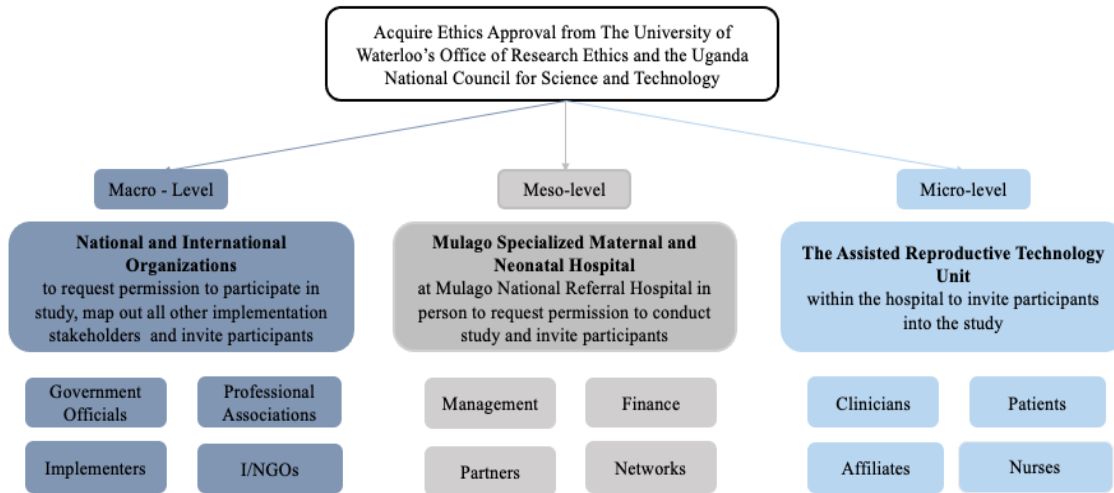 Acquire Ethics Approval from The University of
Waterloo's Office of Research Ethics and the Uganda
National Council for Science and Technology
Macro - Level
Meso-level
Micro-level
National and International
Organizations
to request permission to participate in
study, map out all other implementation
stakeholders and invite participants
Mulago Specialized Maternal and
Neonatal Hospital
at Mulago National Referral Hospital in
person to request permission to conduct
study and invite participants
The Assisted Reproductive Technology
Unit
within the hospital to invite participants
into the study
Government
Officials
Professional
Associations
Implementers
I/NGOs
Management
Finance
Partners
Networks
Clinicians
Patients
Affiliates
Nurses